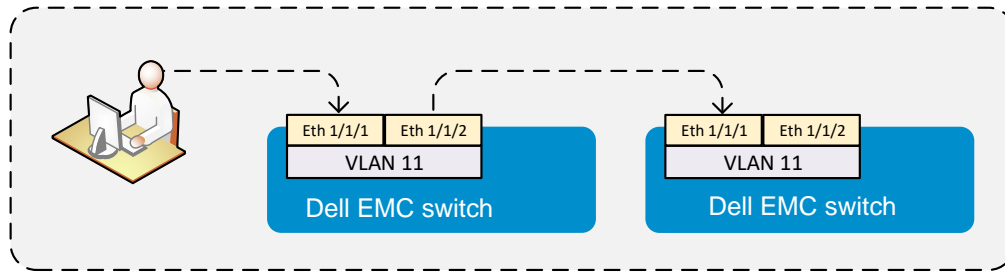 Eth 1/1/1 Eth 1/1/2
VLAN 11
Dell EMC switch
Eth 1/1/1 Eth 1/1/2
VLAN 11
Dell EMC switch